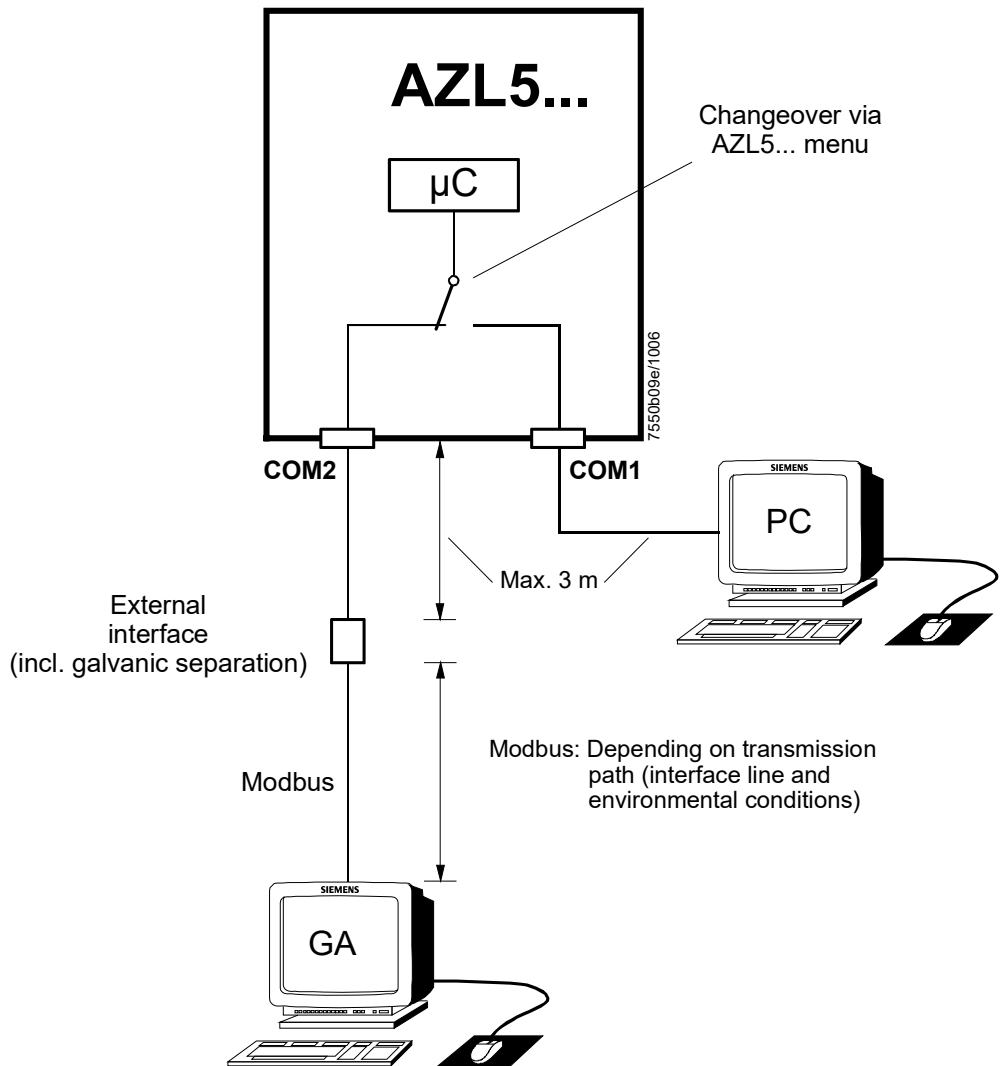 AZL5...
Changeover via
AZL5... menu
µC
7550b09e/1006
COM2
COM1
SIEMENS
PC
Max. 3 m
External
interface
(incl. galvanic separation)
Modbus: Depending on transmission
path (interface line and
environmental conditions)
Modbus
SIEMENS
GA